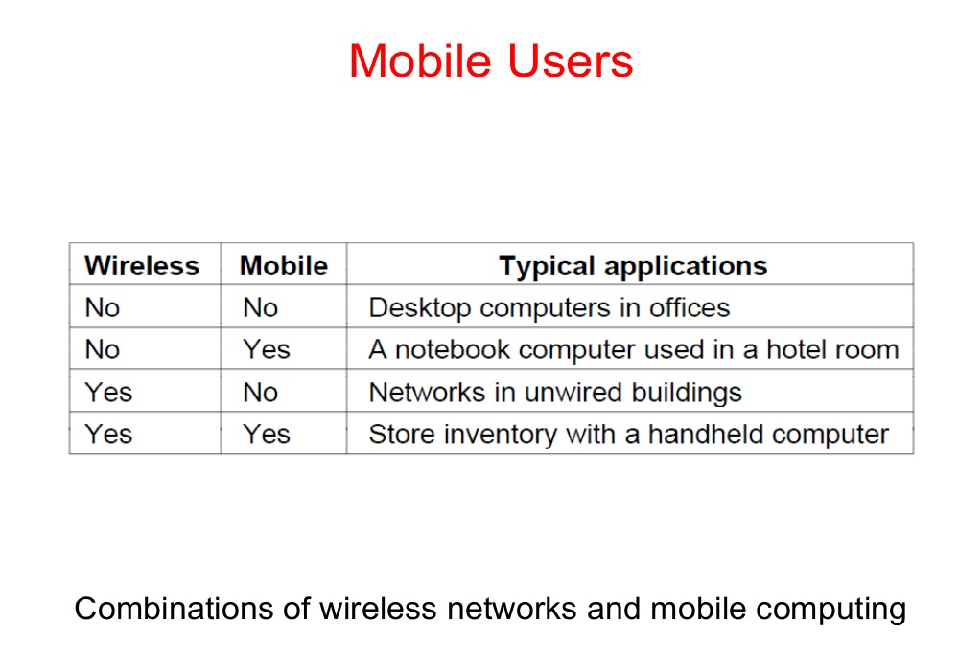 Mobile Users
Wireless Mobile Typical applications
No No Desktop computers in offices
No Yes A notebook computer used in a hotel room
Yes No Networks in unwired buildings
Yes Yes Store inventory with a handheld computer
Combinations of wireless networks and mobile computing